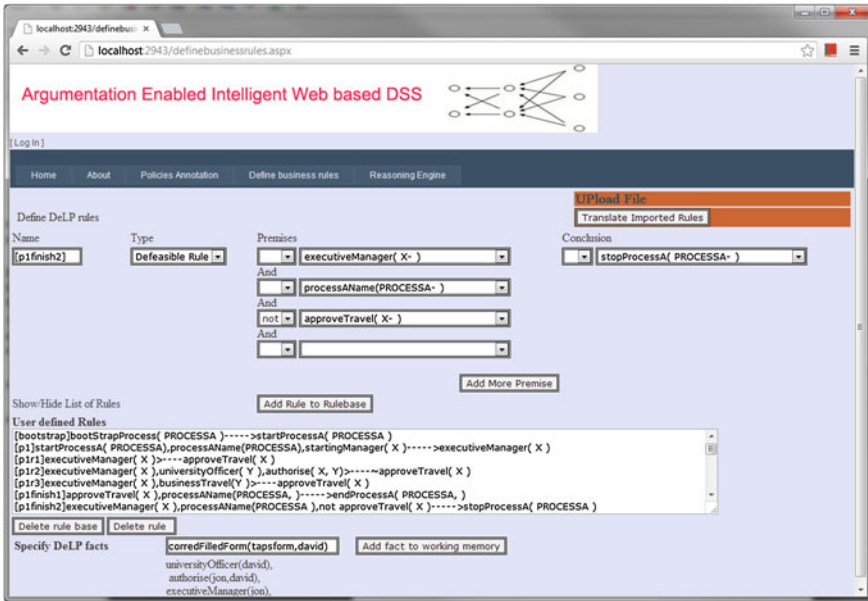 localhost:2943/definebusi
localhost:2943/definebusinessrules.aspx
Argumentation Enabled Intelligent Web based DSS
[ Log In ]
Home About Policies Annotation Define business rules Reasoning Engine
UPload File
Define DeLP rules Translate Imported Rules
Name Type Premises Conclusion
[p1finish2] Defeasible Rule executiveManager( X- ) stopProcessA( PROCESSA- )
And
processAName(PROCESSA- )
And
not approveTravel( X- )
And
Add More Premise
Show/Hide List of Rules Add Rule to Rulebase
User defined Rules
[bootstrap]bootStrapProcess( PROCESSA )----->startProcessA( PROCESSA )
[p1]startProcessA( PROCESSA),processAName(PROCESSA),startingManager( X )----->executiveManager( X )
[p1r1]executiveManager( X )>----approveTravel( X )
[p1r2]executiveManager( X ),universityOfficer( Y ),authorise( X, Y)>----~approveTravel( X )
[p1r3]executiveManager( X ),businessTravel(Y )>----approveTravel( X )
[p1finish1]approveTravel( X ),processAName(PROCESSA, )----->endProcessA( PROCESSA, )
[p1finish2]executiveManager( X ),processAName(PROCESSA ),not approveTravel( X )----->stopProcessA( PROCESSA )
Delete rule base Delete rule
Specify DeLP facts corredFilledForm(tapsform,david) Add fact to working memory
universityOfficer(david),
authorise(jon,david),
executiveManager(jon),